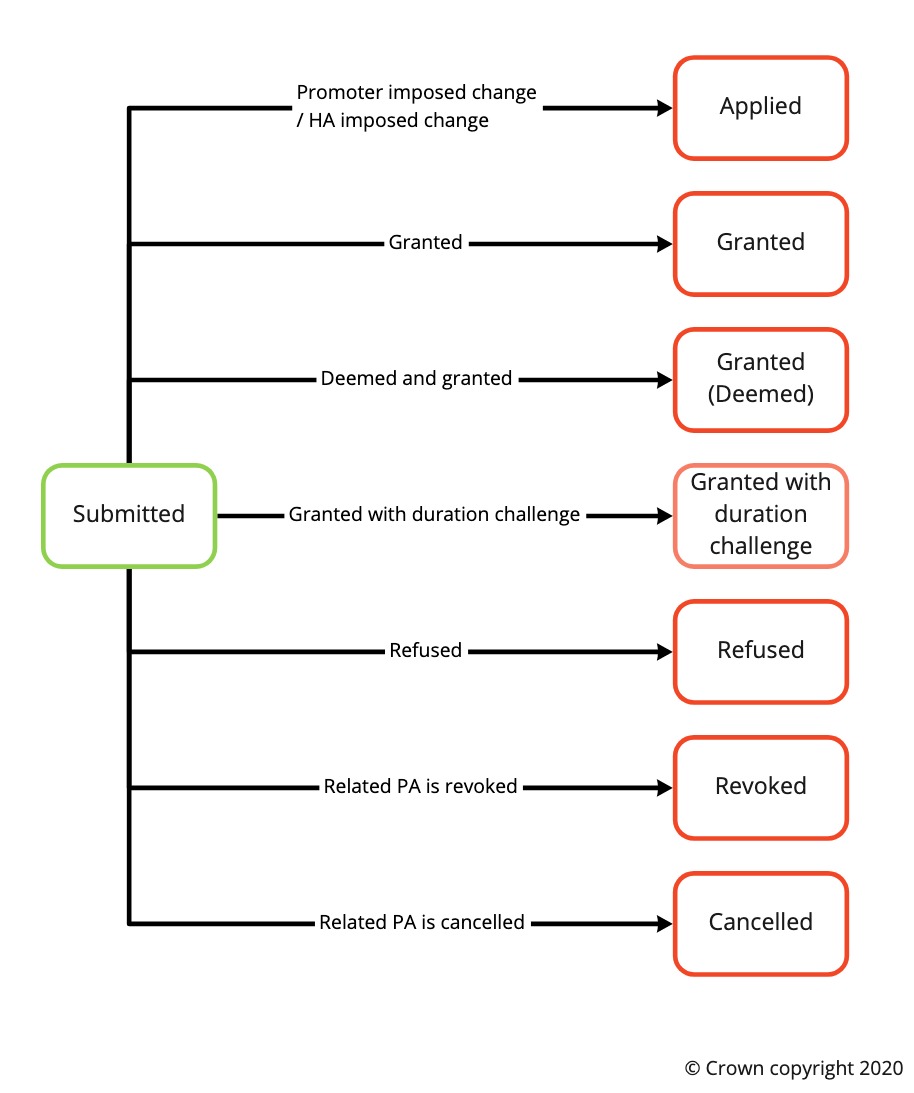 Promoter imposed change
/ HA imposed change
Applied
Granted
Granted
Deemed and granted
Granted
(Deemed)
Submitted
Granted with duration challenge
Granted with
duration
challenge
Refused
Refused
Related PA is revoked
Revoked
Related PA is cancelled
Cancelled
© Crown copyright 2020